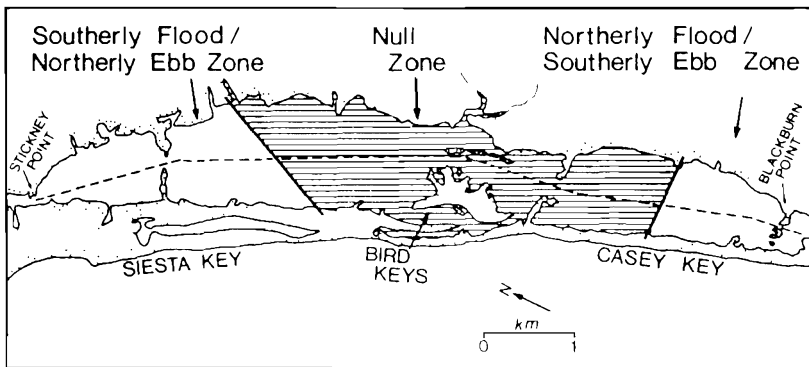 Southerly Flood /
Northerly Ebb Zone
Null
Zone
Northerly Flood /
Southerly Ebb Zone
STICKNEY
POINT
BLACKBURN
POINT
SIESTA KEY
BIRD
KEYS
CASEY KEY
N
km
0 1